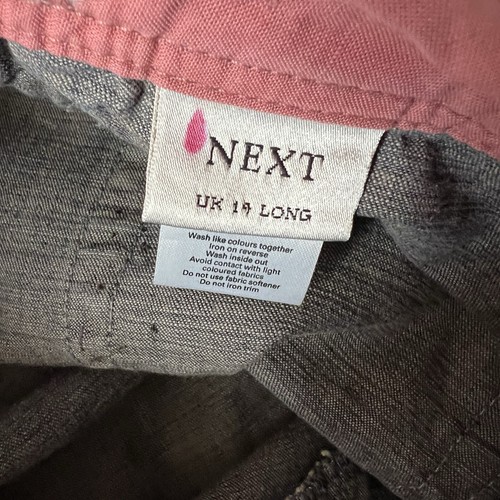 NEXT
UK 14 LONG
Wash like colours together
Iron on reverse
Wash inside out
Avoid contact with light
coloured fabrics
Do not use fabric softener
Do not iron trim